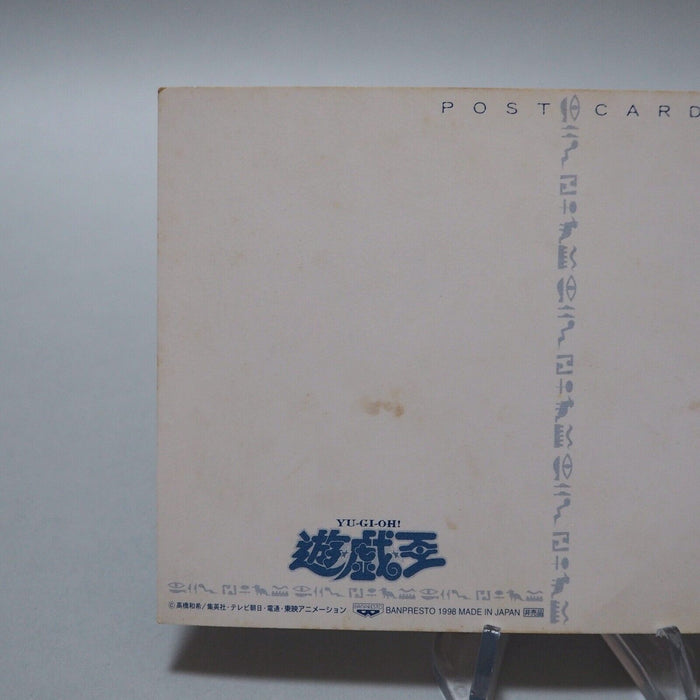 POST CARD
YU-GI-OH!
遊戯王
© 高橋和希／集英社・テレビ朝日・電通・東映アニメーション BANPRESTO BANPRESTO 1998 MADE IN JAPAN 非売品